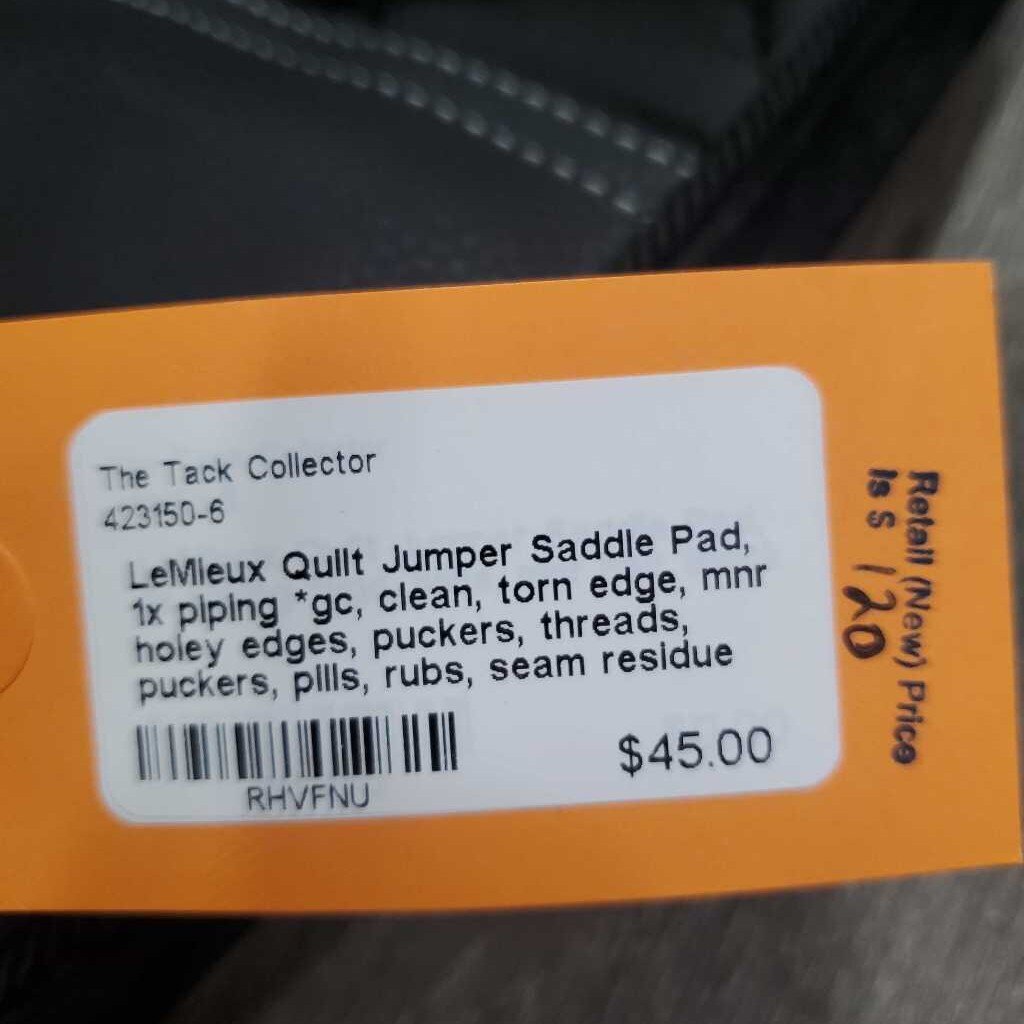 The Tack Collector
423150-6
LeMieux Quilt Jumper Saddle Pad,
1x piping *gc, clean, torn edge, mnr
holey edges, puckers, threads,
puckers, pills, rubs, seam residue
RHVFNU
$45.00
Retail (New) Price
Is $ 120